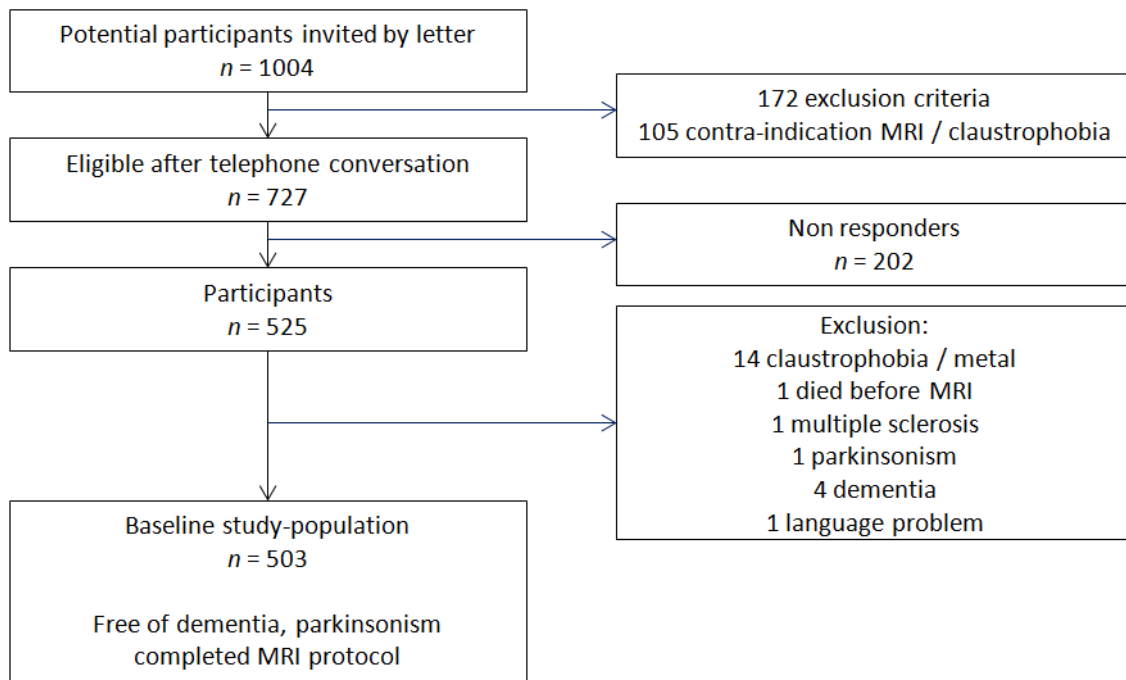 Potential participants invited by letter
n = 1004
172 exclusion criteria
105 contra-indication MRI / claustrophobia
Eligible after telephone conversation
n = 727
Non responders
n = 202
Participants
n = 525
Exclusion:
14 claustrophobia / metal
1 died before MRI
1 multiple sclerosis
1 parkinsonism
4 dementia
1 language problem
Baseline study-population
n = 503
Free of dementia, parkinsonism
completed MRI protocol